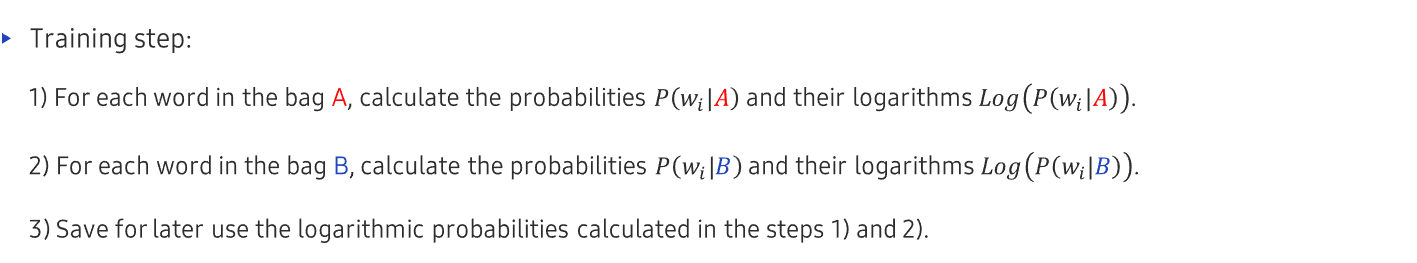 ▸ Training step:
1) For each word in the bag A, calculate the probabilities P(wᵢ|A) and their logarithms Log(P(wᵢ|A)).
2) For each word in the bag B, calculate the probabilities P(wᵢ|B) and their logarithms Log(P(wᵢ|B)).
3) Save for later use the logarithmic probabilities calculated in the steps 1) and 2).